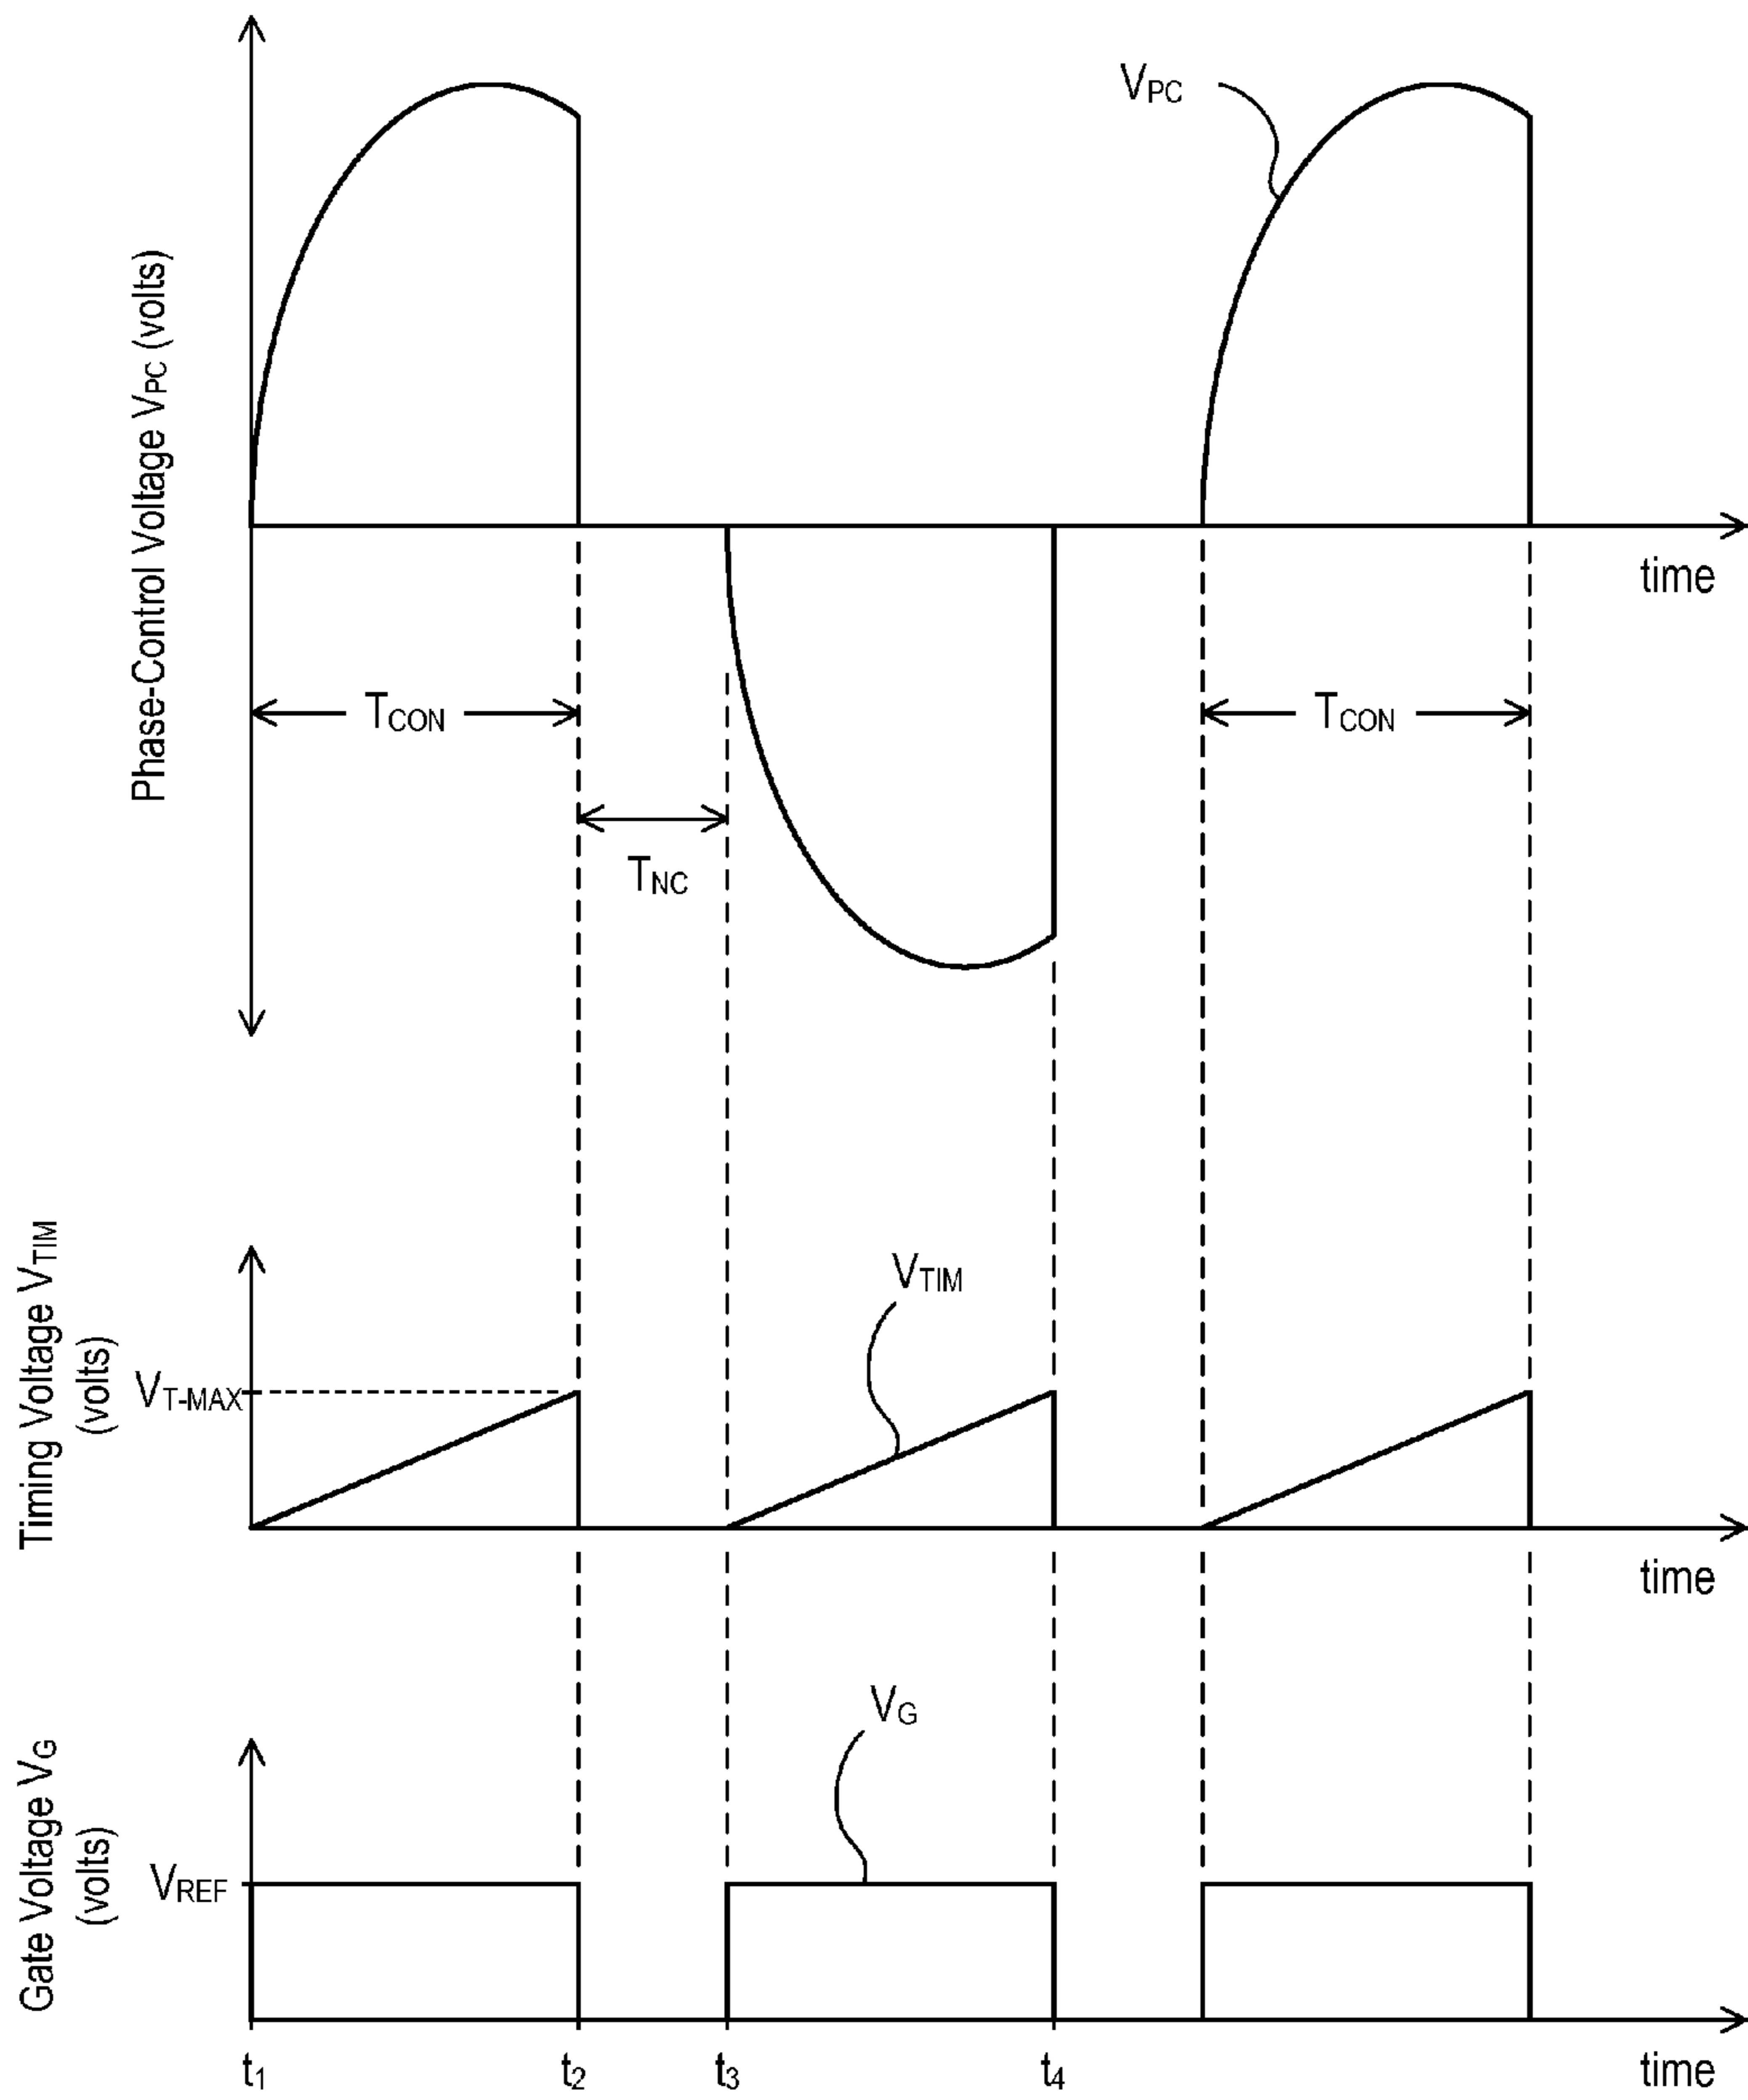 Phase-Control Voltage VPC (volts)
VPC
time
TCON
TCON
TNC
Timing Voltage VTIM
(volts)
VTIM
VT-MAX
time
Gate Voltage VG
(volts)
VG
VREF
t1
t2
t3
t4
time